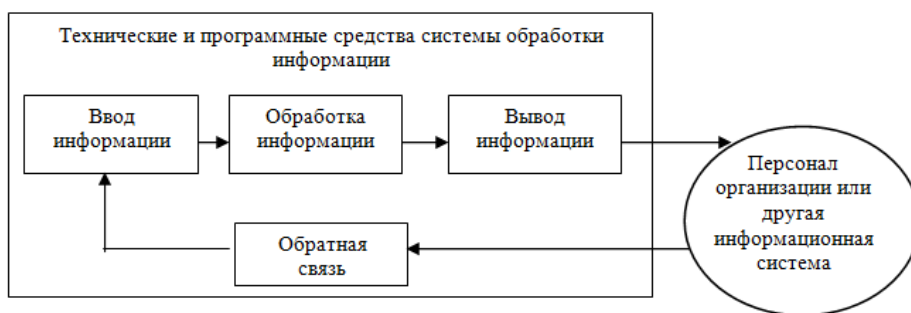 Технические и программные средства системы обработки
информации
Ввод
информации
Обработка
информации
Вывод
информации
Персонал
организации или
другая
информационная
система
Обратная
связь